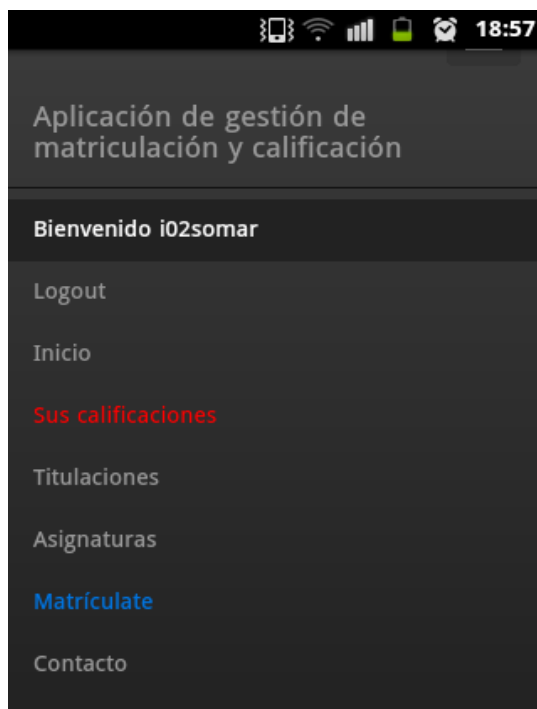 18:57
Aplicación de gestión de
matriculación y calificación
Bienvenido i02somar
Logout
Inicio
Sus calificaciones
Titulaciones
Asignaturas
Matrículate
Contacto